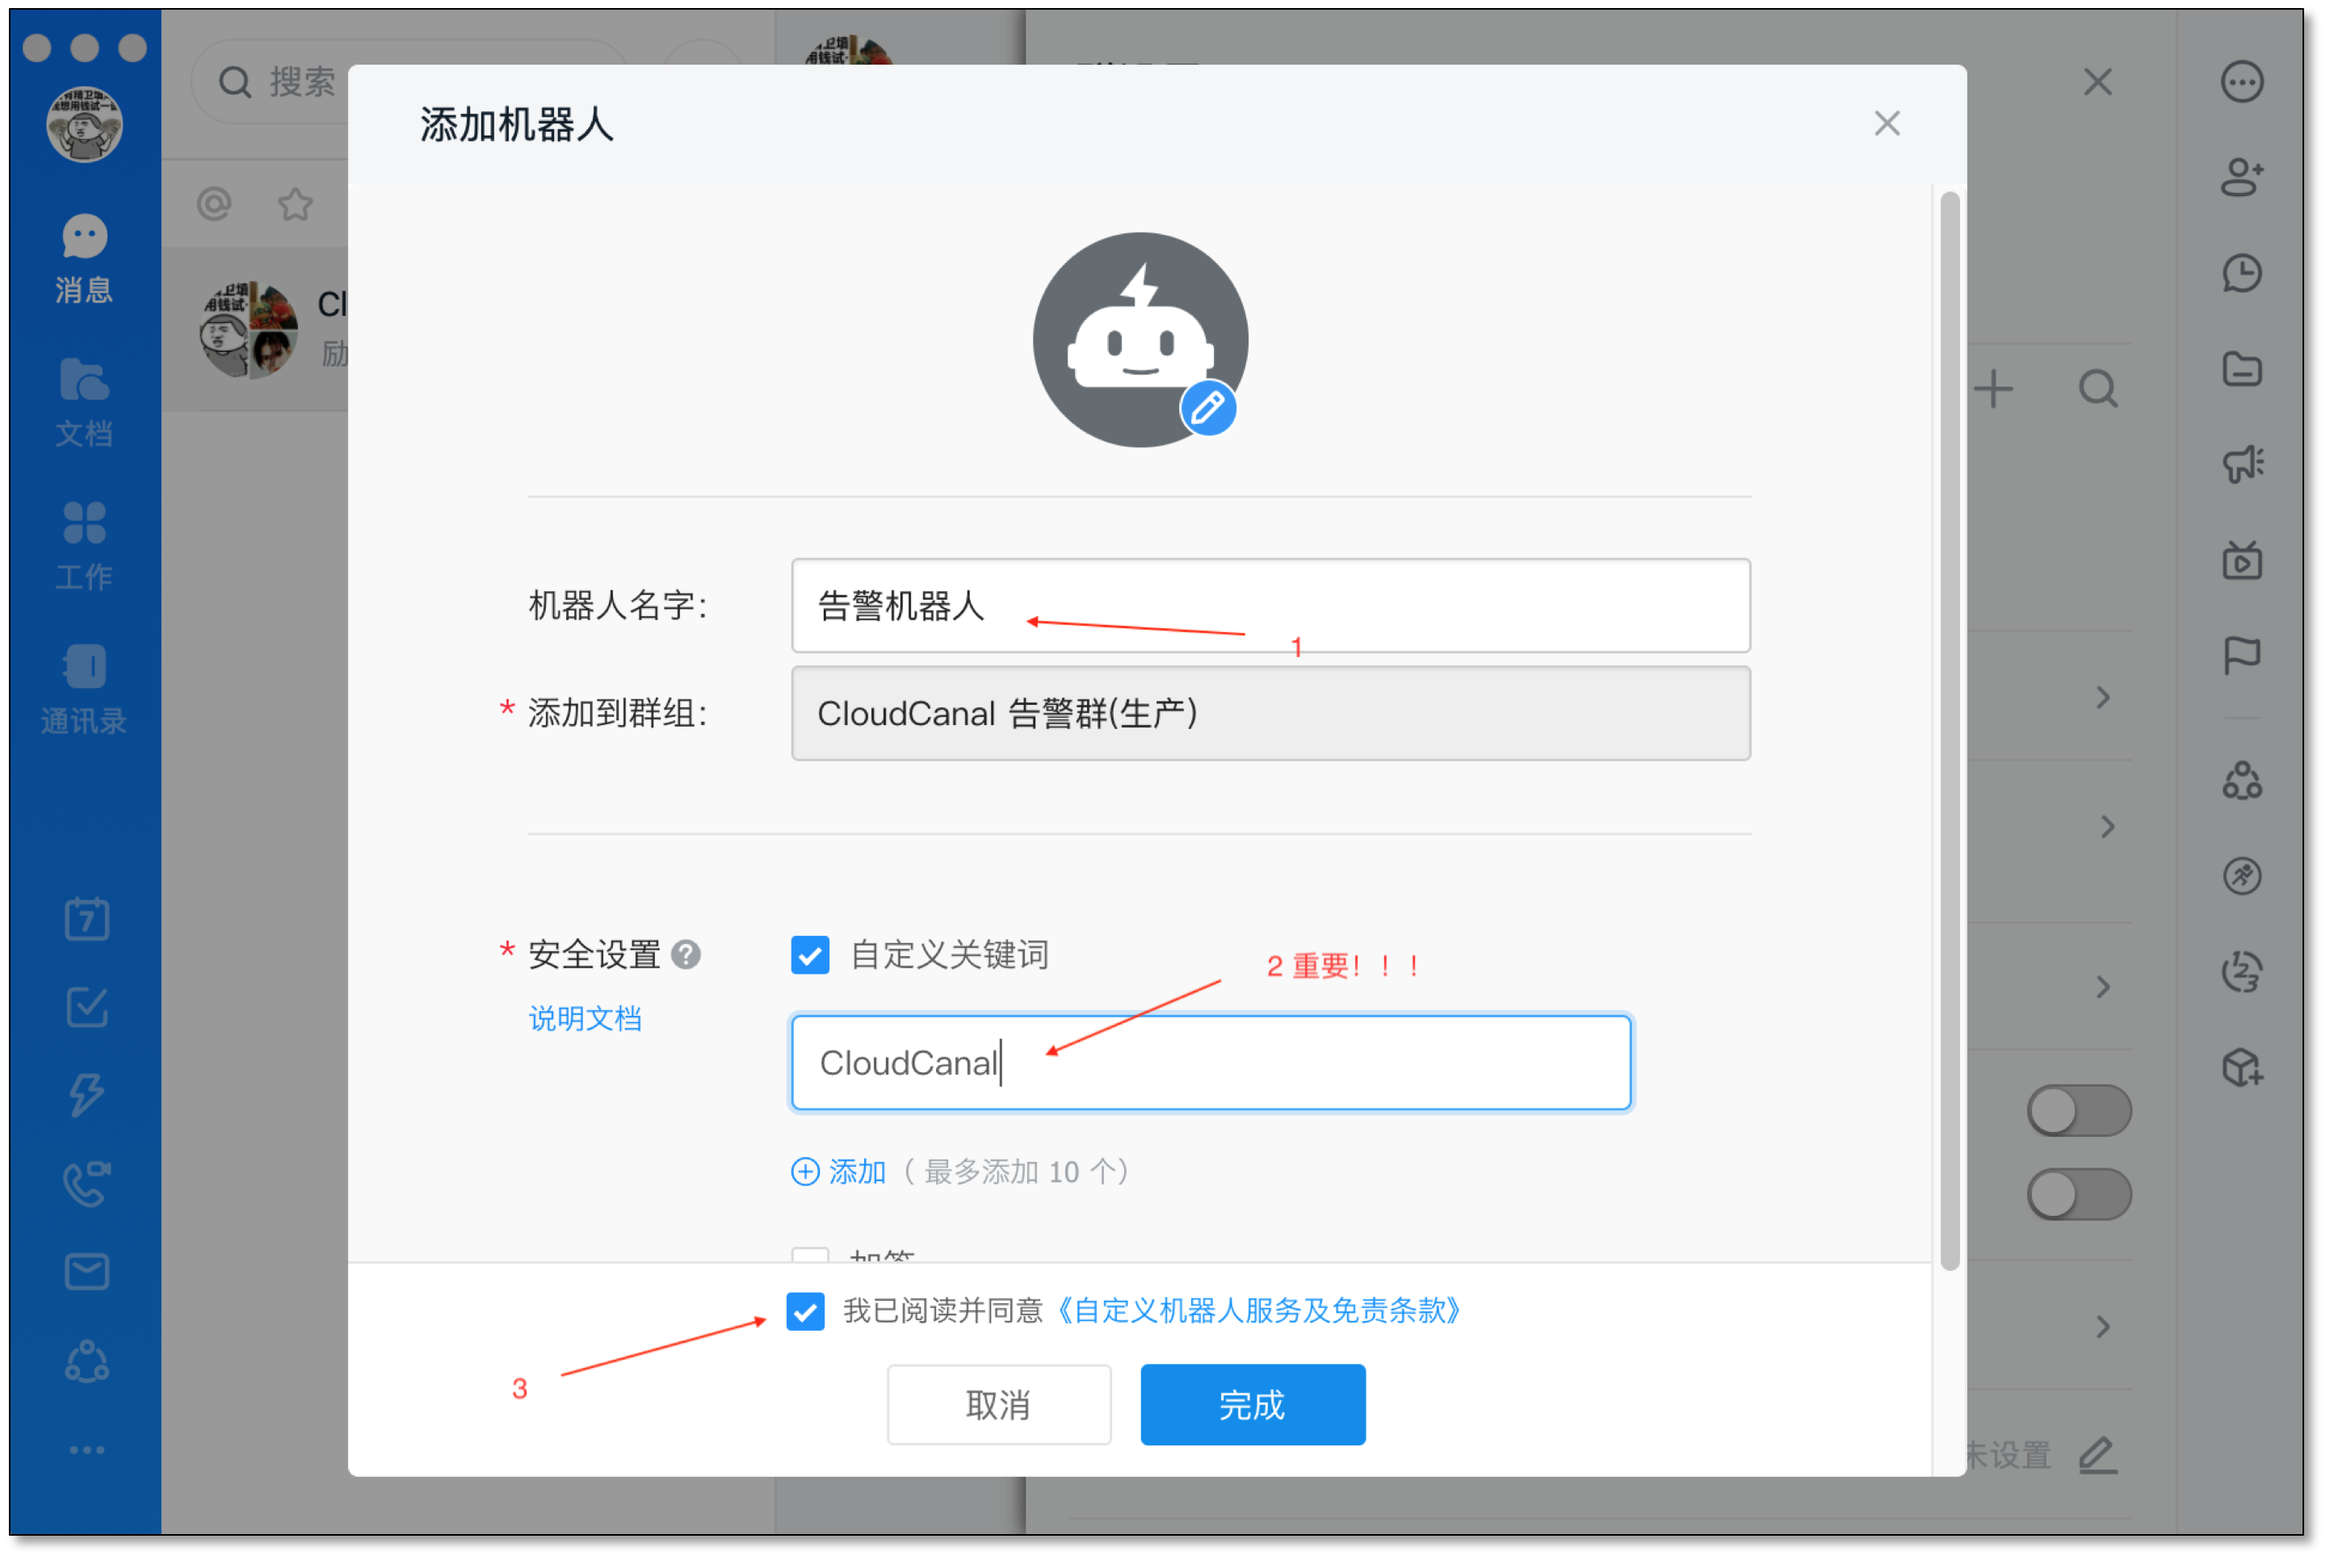 搜索
消息
文档
工作
通讯录
7
Cl
励
添加机器人
机器人名字：
告警机器人
1
* 添加到群组：
CloudCanal 告警群(生产)
* 安全设置 ?
自定义关键词
2 重要！！！
说明文档
CloudCanal
添加（ 最多添加 10 个）
加签
我已阅读并同意《自定义机器人服务及免责条款》
3
取消
完成
未设置
123